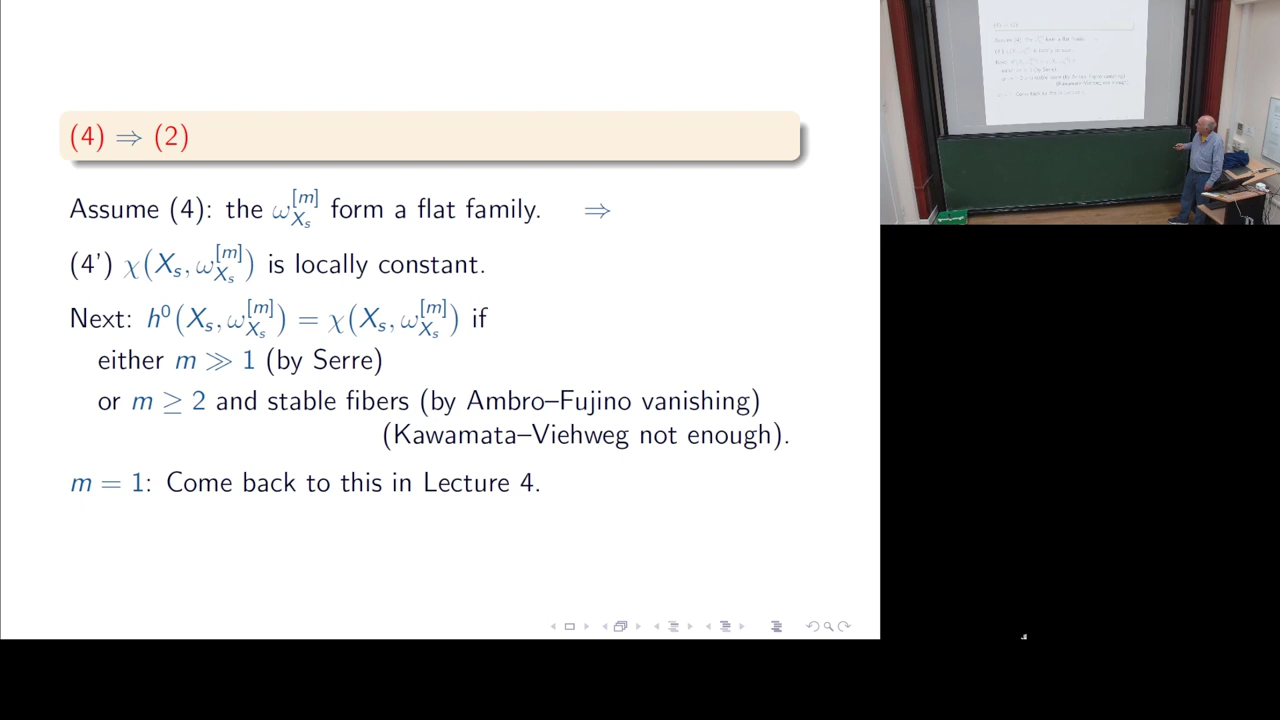 (4) ⇒ (2)
Assume (4): the ω_{X_s}^{[m]} form a flat family. ⇒
(4') χ(X_s, ω_{X_s}^{[m]}) is locally constant.
Next: h⁰(X_s, ω_{X_s}^{[m]}) = χ(X_s, ω_{X_s}^{[m]}) if
either m ≫ 1 (by Serre)
or m ≥ 2 and stable fibers (by Ambro–Fujino vanishing)
(Kawamata–Viehweg not enough).
m = 1: Come back to this in Lecture 4.